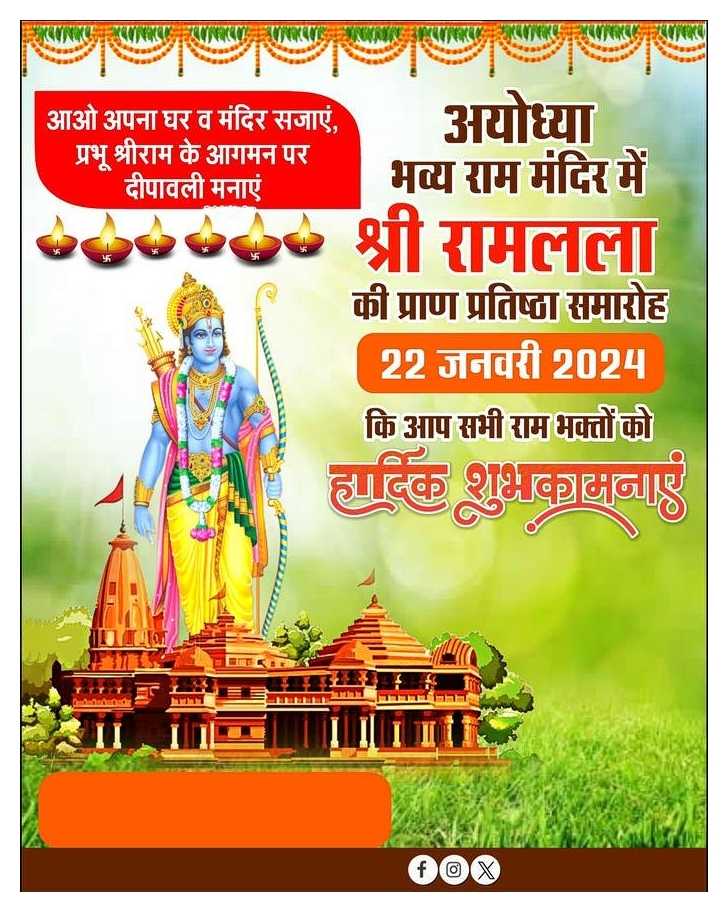 आओ अपना घर व मंदिर सजाएं,
प्रभू श्रीराम के आगमन पर
दीपावली मनाएं
अयोध्या
भव्य राम मंदिर में
श्री रामलला
की प्राण प्रतिष्ठा समारोह
22 जनवरी 2024
कि आप सभी राम भक्तों को
हार्दिक शुभकामनाएं